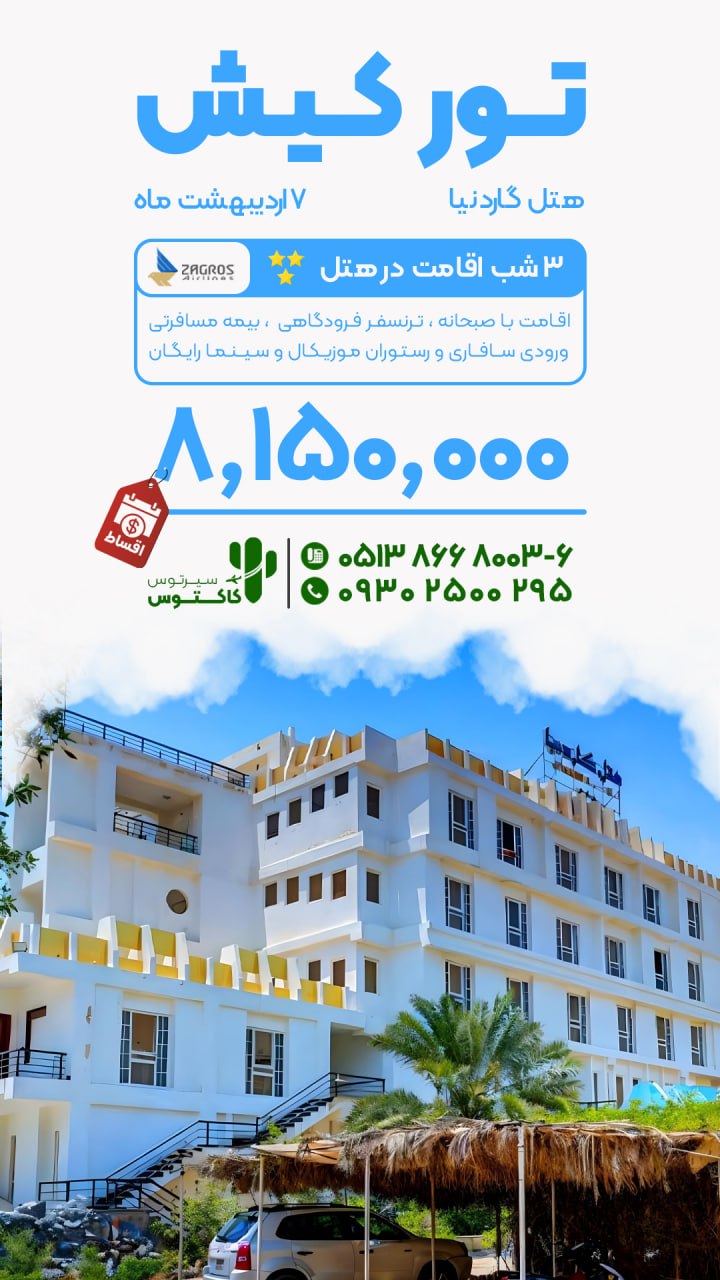 تور کیش
هتل گاردنیا
۷ اردیبهشت ماه
۳ شب اقامت در هتل
ZAGROS
Airlines
اقامت با صبحانه ، ترنسفر فرودگاهی ، بیمه مسافرتی
ورودی سافاری و رستوران موزیکال و سینما رایگان
۸,۱۵۰,۰۰۰
اقساط
۰۵۱۳ ۸۶۶ ۸۰۰۳-۶
۰۹۳۰ ۲۵۰۰ ۲۹۵
سیرتوس
کاکتوس